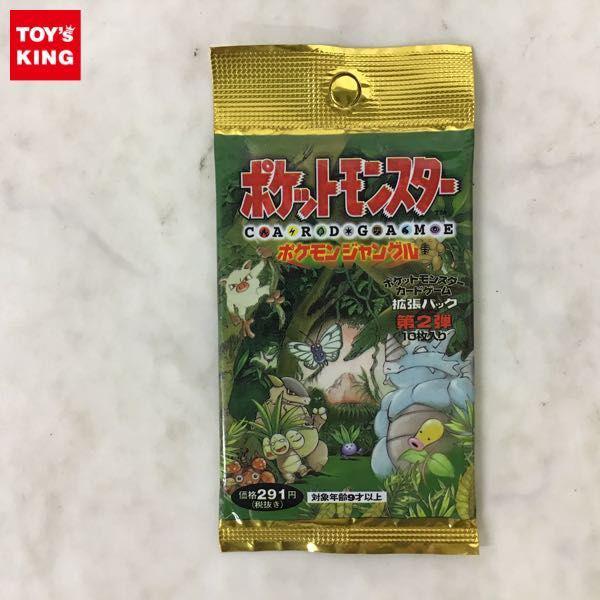 TOY's
KING
ポケットモンスター
CARD GAME
ポケモンジャングル
ポケットモンスター
カードゲーム
拡張パック
第2弾
10枚入り
価格291円
(税抜き)
対象年齢9才以上